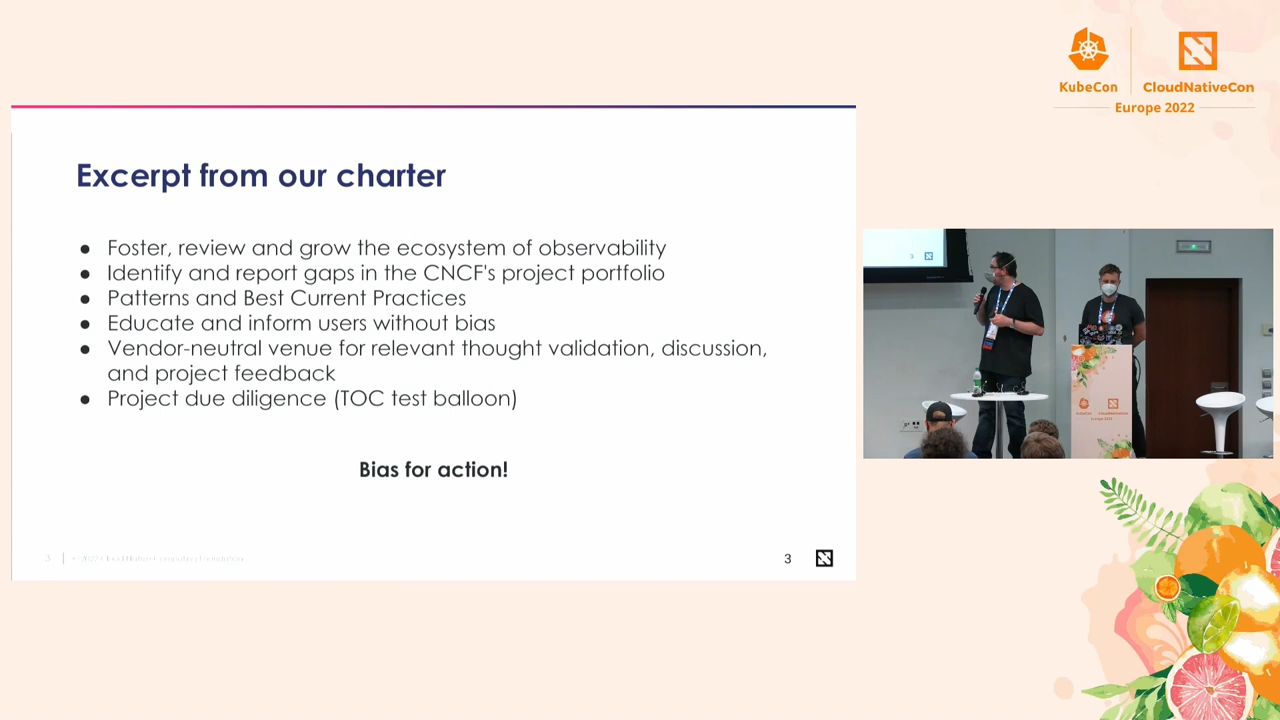 KubeCon
CloudNativeCon
Europe 2022
Excerpt from our charter
● Foster, review and grow the ecosystem of observability
● Identify and report gaps in the CNCF's project portfolio
● Patterns and Best Current Practices
● Educate and inform users without bias
● Vendor-neutral venue for relevant thought validation, discussion,
and project feedback
● Project due diligence (TOC test balloon)
Bias for action!
3
3
3